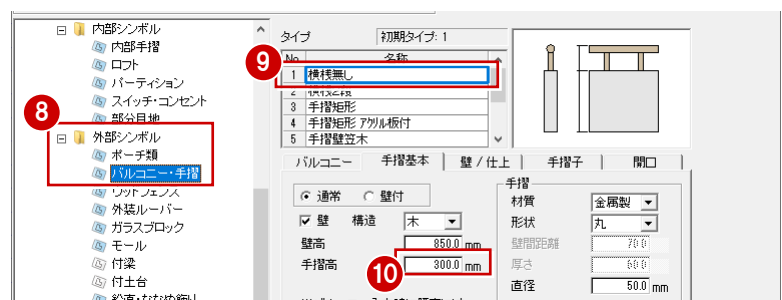 内部シンボル
内部手摺
ロフト
パーティション
スイッチ・コンセント
部分目地
8
外部シンボル
ポーチ類
バルコニー・手摺
ウッドフェンス
外装ルーバー
ガラスブロック
モール
付梁
付土台
タイプ 初期タイプ: 1
9
No 名称
1 横桟無し
2 横桟2段
3 手摺矩形
4 手摺矩形 アクリル板付
5 手摺壁笠木
バルコニー 手摺基本 壁/仕上 手摺子 開口
通常 壁付
壁 構造 木
壁高 850.0 mm
手摺高 300.0 mm
10
手摺
材質 金属製
形状 丸
壁間距離
厚さ
直径 50.0 mm